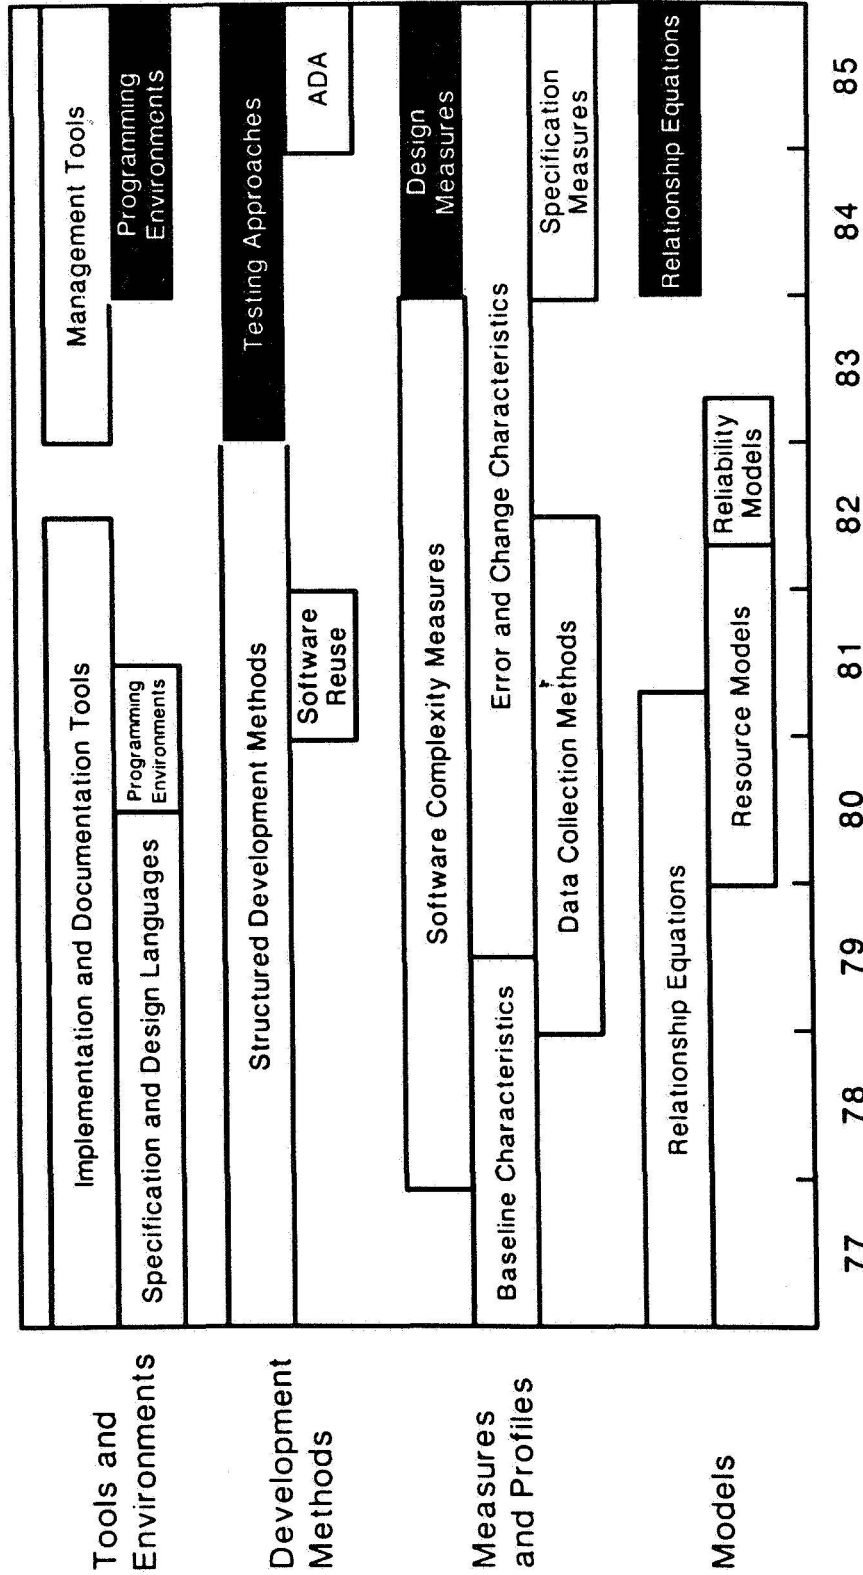 Tools and
Environments
Implementation and Documentation Tools
Management Tools
Specification and Design Languages
Programming
Environments
Programming
Environments
Development
Methods
Structured Development Methods
Testing Approaches
Software
Reuse
ADA
Measures
and Profiles
Software Complexity Measures
Design
Measures
Baseline Characteristics
Error and Change Characteristics
Data Collection Methods
Specification
Measures
Models
Relationship Equations
Relationship Equations
Resource Models
Reliability
Models
77 78 79 80 81 82 83 84 85